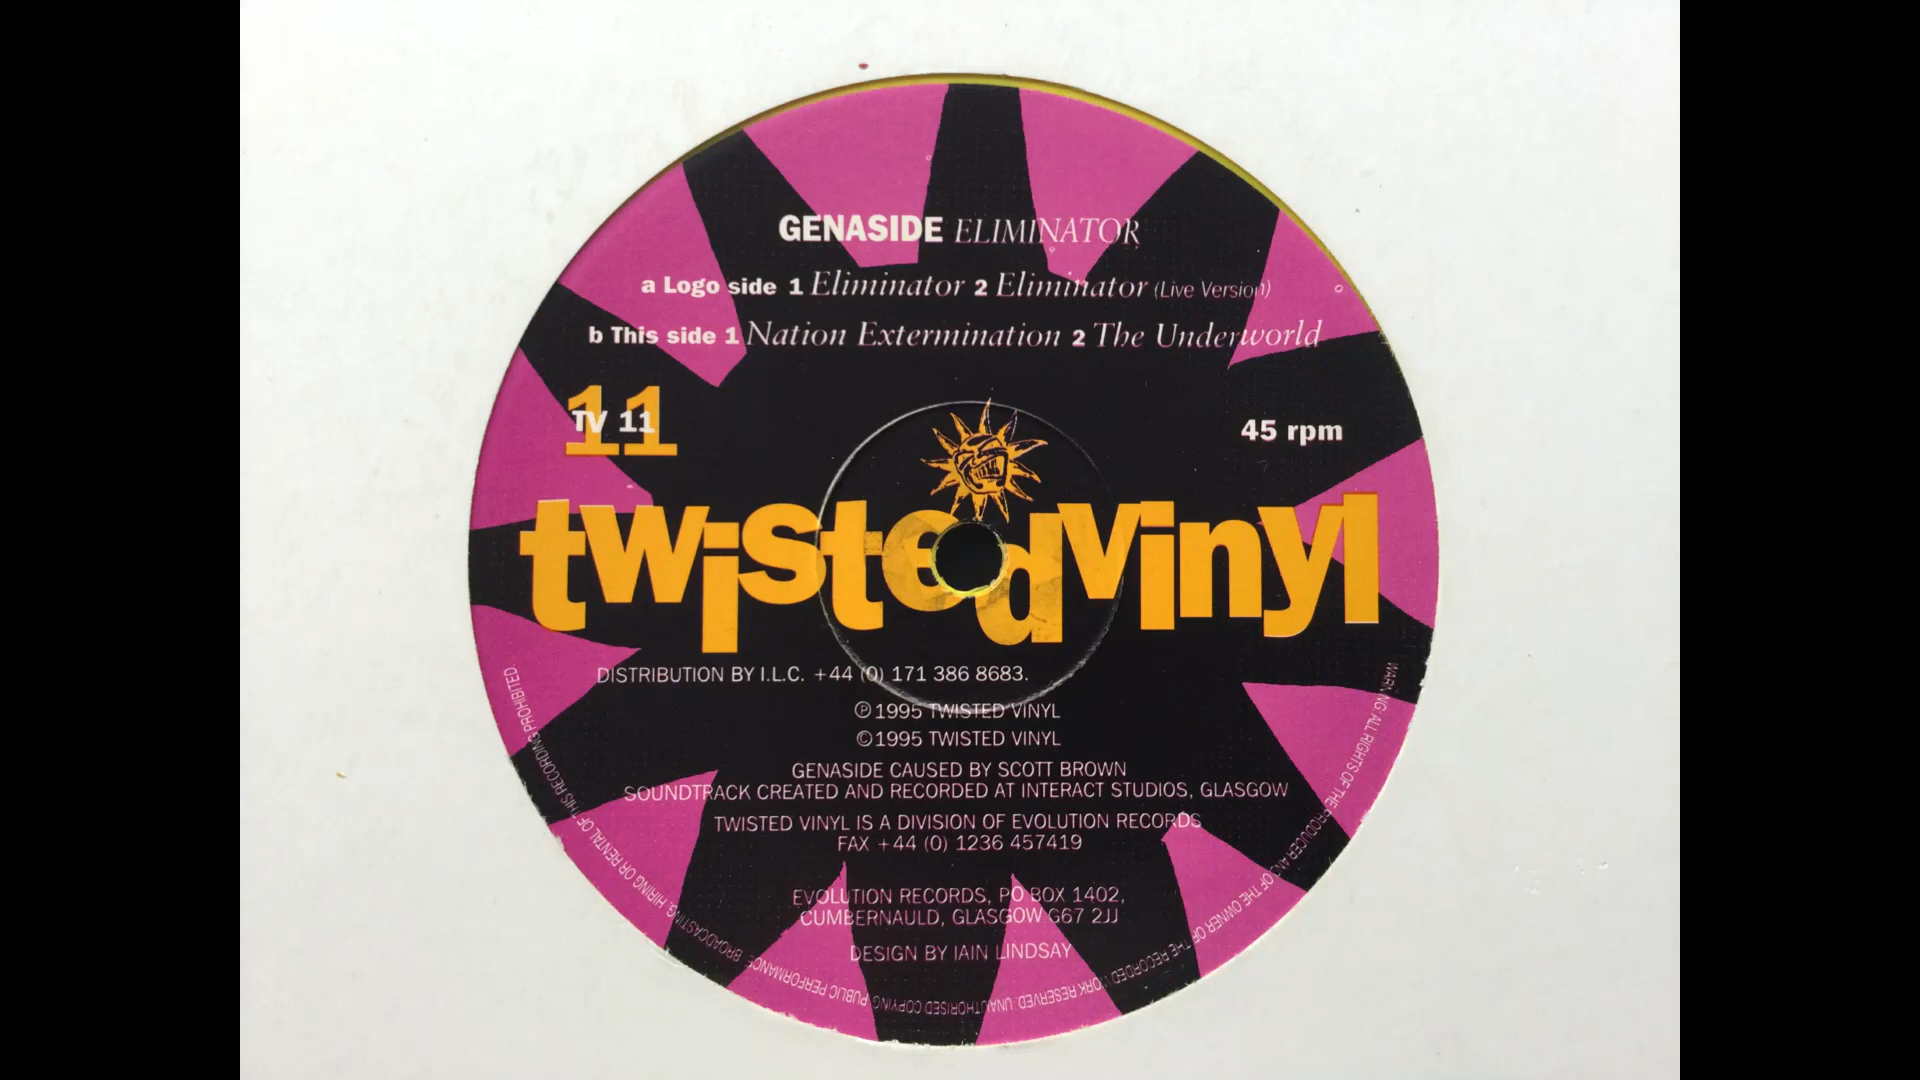 GENASIDE ELIMINATOR
a Logo side 1 Eliminator 2 Eliminator (Live Version)
b This side 1 Nation Extermination 2 The Underworld
11
TV 11
45 rpm
twistedvinyl
DISTRIBUTION BY I.L.C. +44 (0) 171 386 8683.
℗1995 TWISTED VINYL
©1995 TWISTED VINYL
GENASIDE CAUSED BY SCOTT BROWN
SOUNDTRACK CREATED AND RECORDED AT INTERACT STUDIOS, GLASGOW
TWISTED VINYL IS A DIVISION OF EVOLUTION RECORDS
FAX +44 (0) 1236 457419
EVOLUTION RECORDS, PO BOX 1402,
CUMBERNAULD, GLASGOW G67 2JJ
DESIGN BY IAIN LINDSAY
WARNING: ALL RIGHTS OF THE PRODUCER AND OF THE OWNER OF THE RECORDED WORK RESERVED. UNAUTHORISED COPYING, PUBLIC PERFORMANCE, BROADCASTING, HIRING OR RENTAL OF THIS RECORDING PROHIBITED.